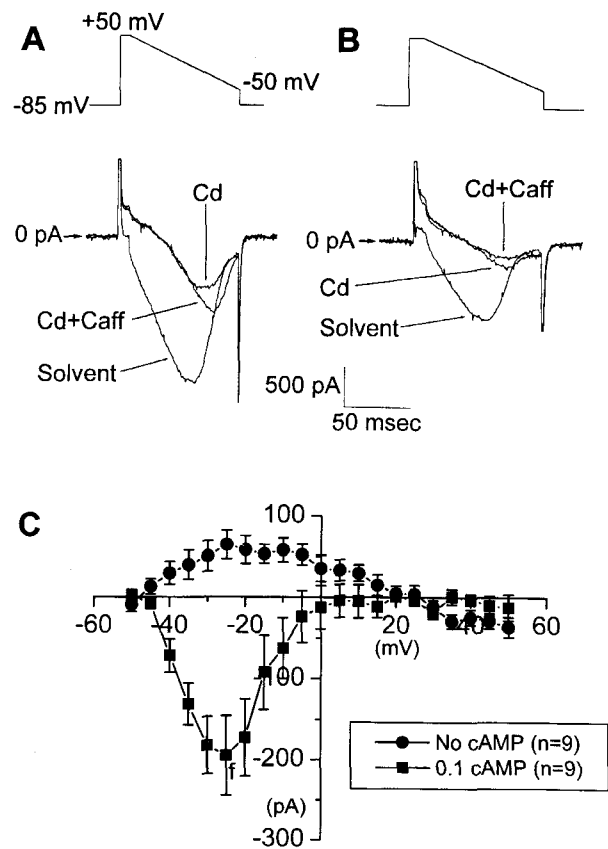 A
+50 mV
B
-50 mV
-85 mV
Cd
Cd+Caff
0 pA
0 pA
Cd+Caff
Cd
Solvent
Solvent
500 pA
50 msec
C
100
-60
-40
-20
20
60
(mV)
-100
-200
f
(pA)
-300
No cAMP (n=9)
0.1 cAMP (n=9)